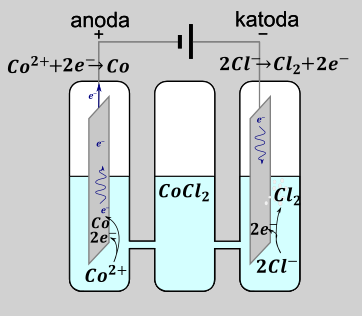 anoda katoda
+ −
Co²⁺+2e⁻→Co 2Cl⁻→Cl₂+2e⁻
e⁻
e⁻ e⁻
CoCl₂ Cl₂
e⁻
Co
2e⁻ 2e⁻
Co²⁺ 2Cl⁻